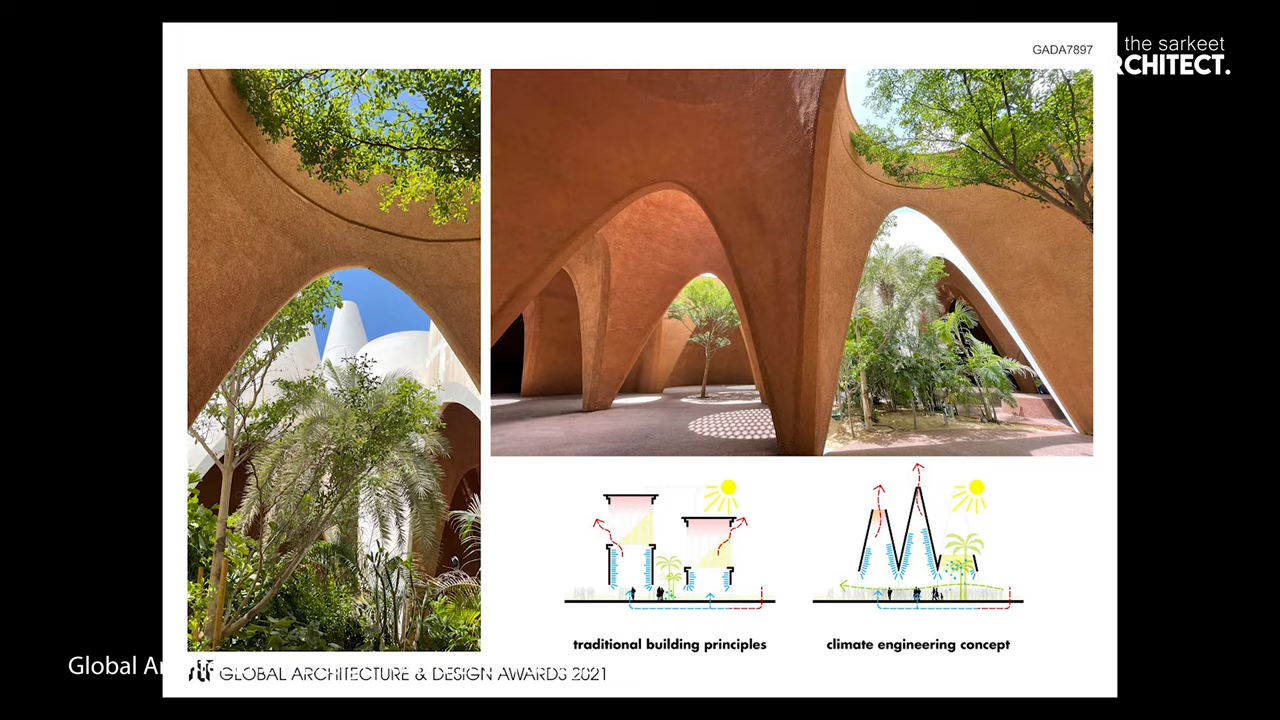 GADA7897
the sarkeet
RCHITECT.
traditional building principles
climate engineering concept
Global Ar
GLOBAL ARCHITECTURE & DESIGN AWARDS 2021